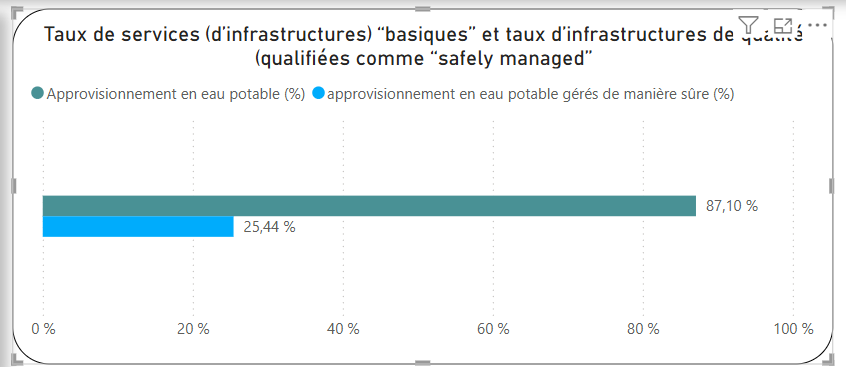 Taux de services (d’infrastructures) “basiques” et taux d’infrastructures de qualité
(qualifiées comme “safely managed”
Approvisionnement en eau potable (%) approvisionnement en eau potable gérés de manière sûre (%)
87,10 %
25,44 %
0 % 20 % 40 % 60 % 80 % 100 %